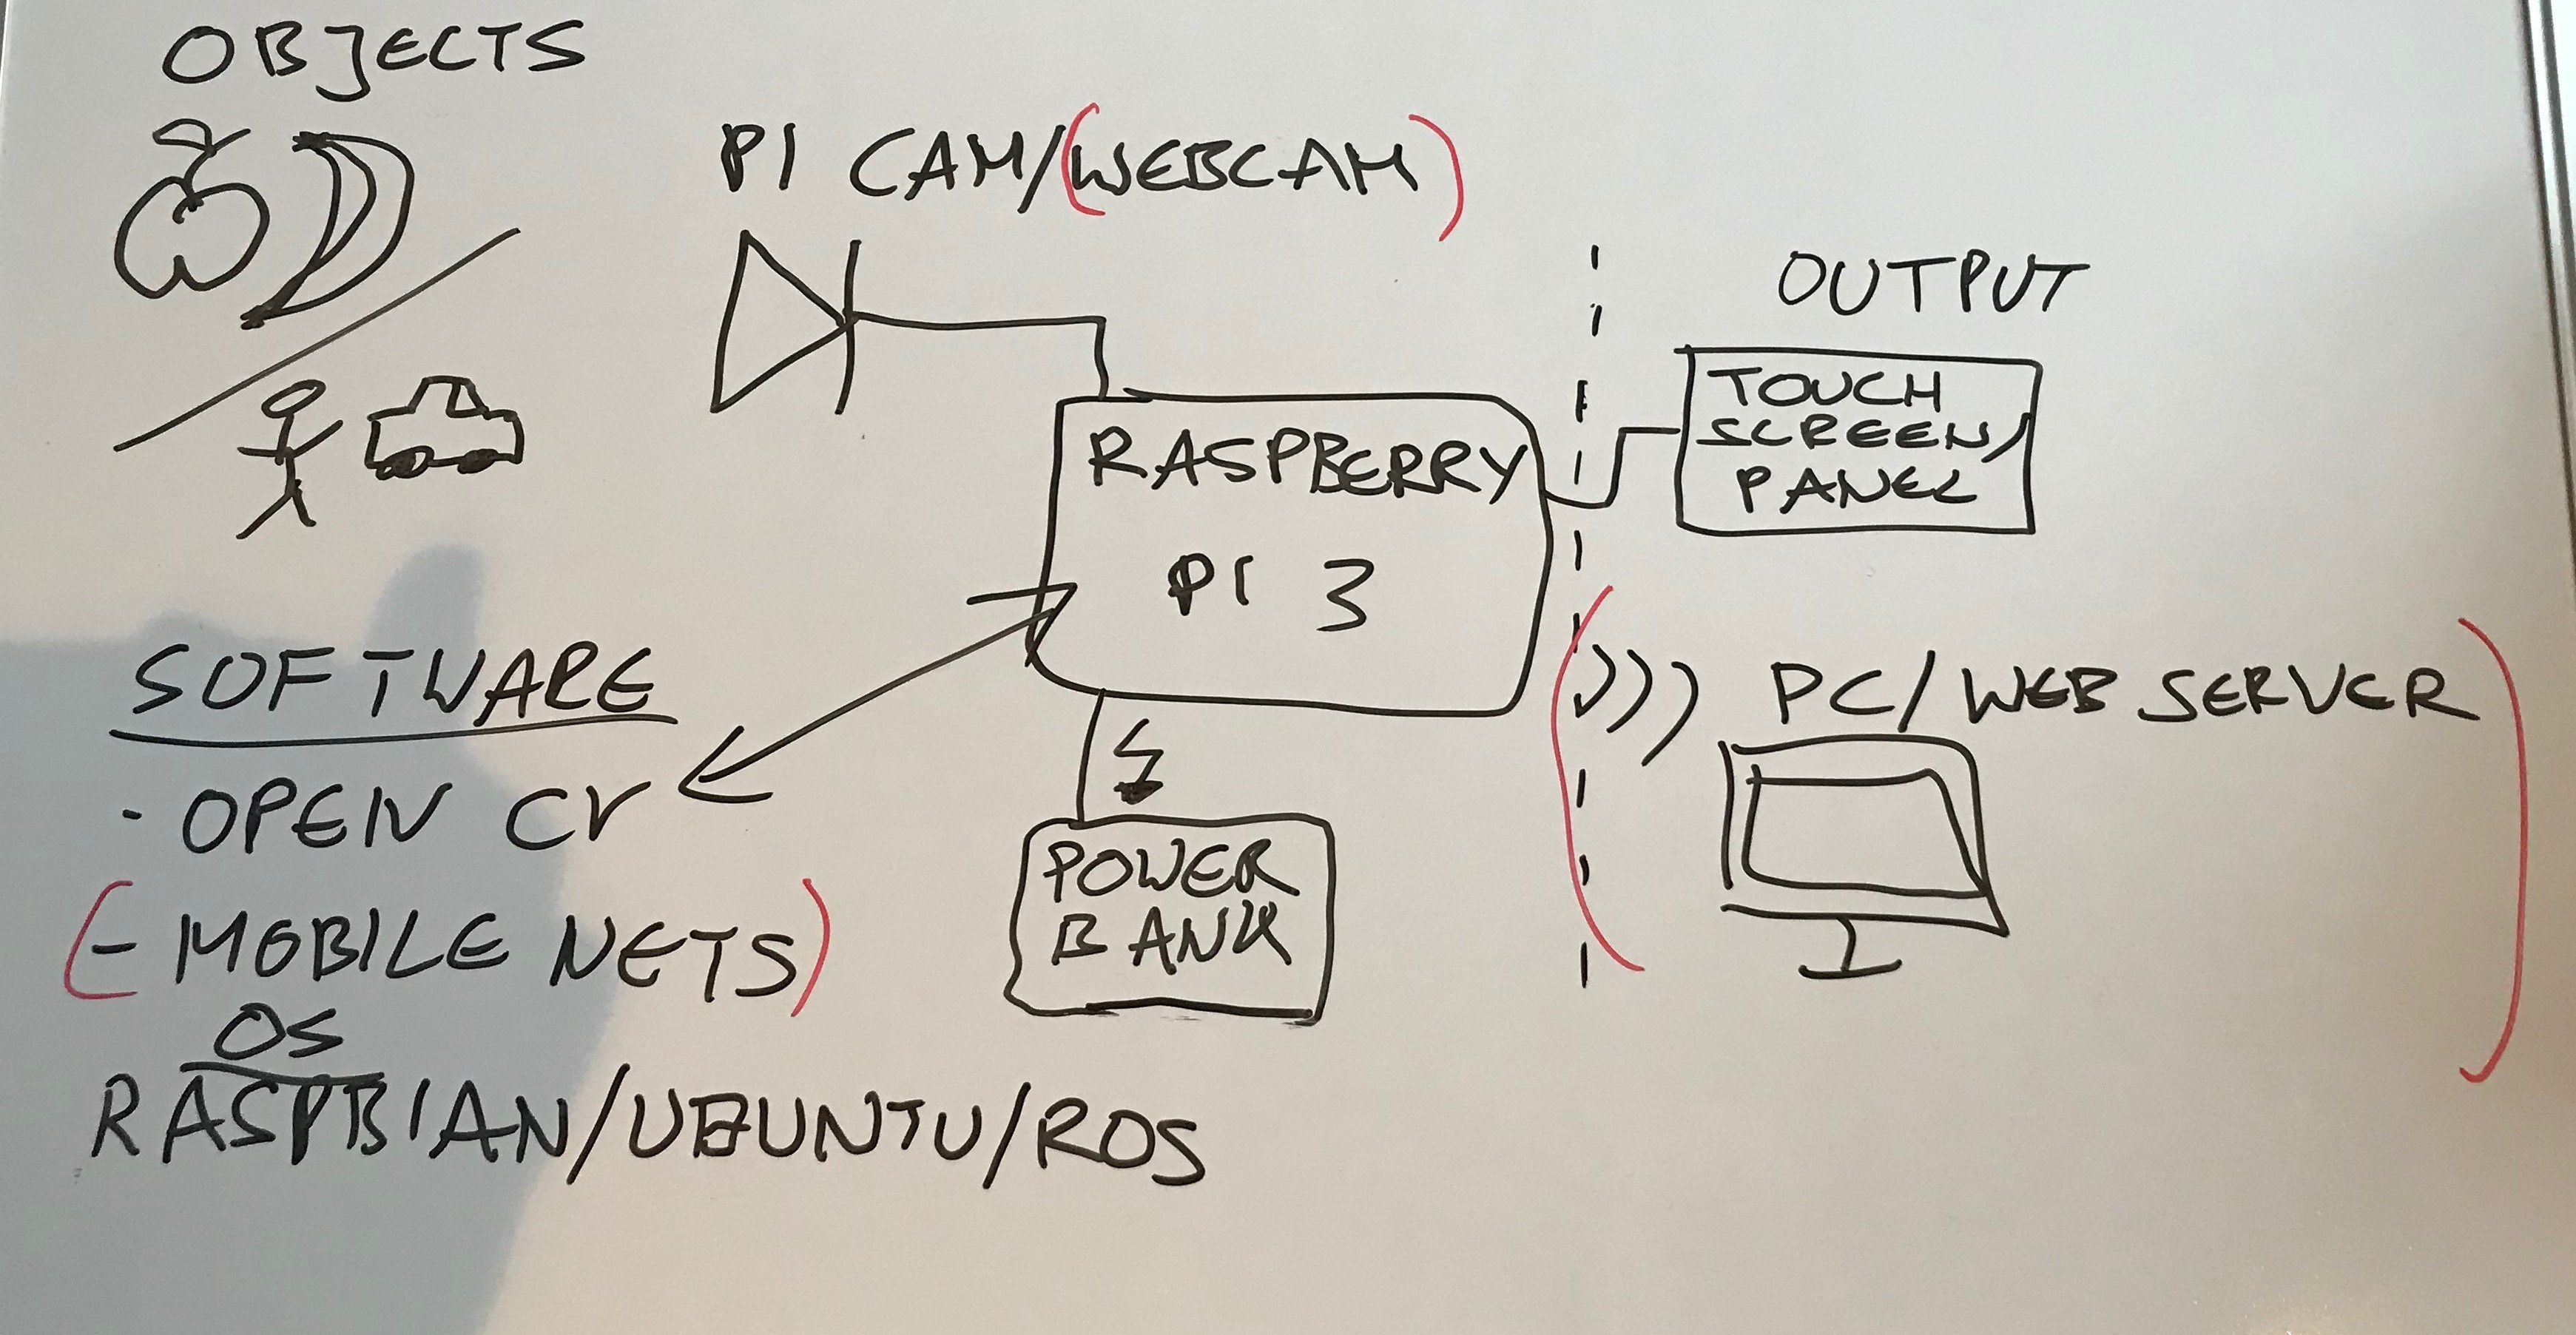 OBJECTS
PI CAM/(WEBCAM)
OUTPUT
TOUCH
SCREEN/
PANEL
RASPBERRY
PI 3
SOFTWARE
- OPEN CV
(- MOBILE NETS)
POWER
BANK
))) PC/WEB SERVER
OS
RASPBIAN/UBUNTU/ROS